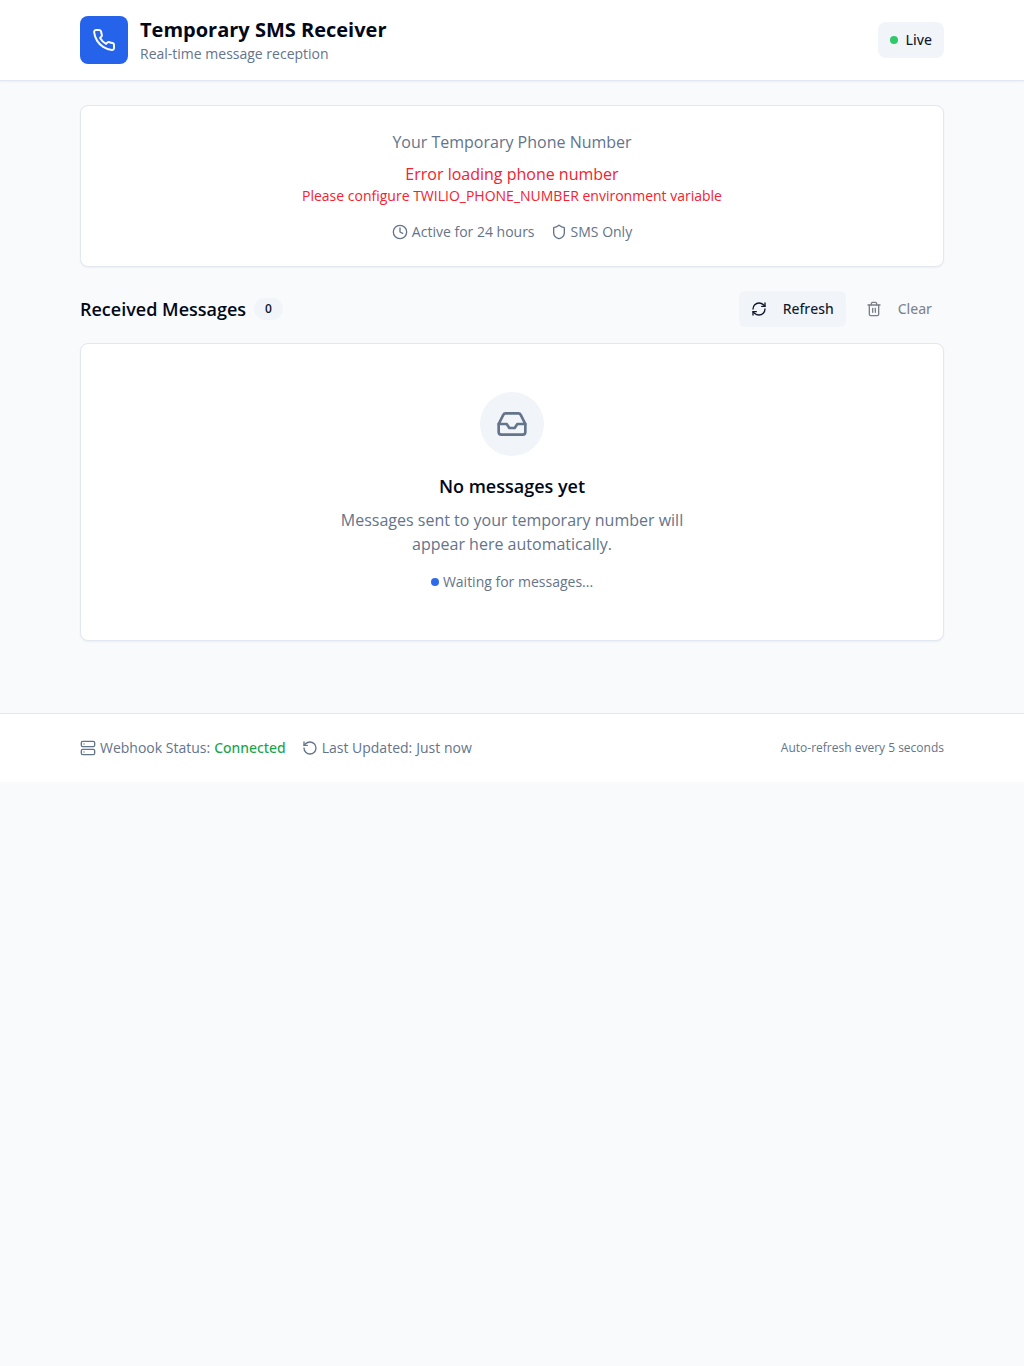 Temporary SMS Receiver
Real-time message reception
Live
Your Temporary Phone Number
Error loading phone number
Please configure TWILIO_PHONE_NUMBER environment variable
Active for 24 hours SMS Only
Received Messages 0
Refresh Clear
No messages yet
Messages sent to your temporary number will
appear here automatically.
Waiting for messages...
Webhook Status: Connected Last Updated: Just now
Auto-refresh every 5 seconds